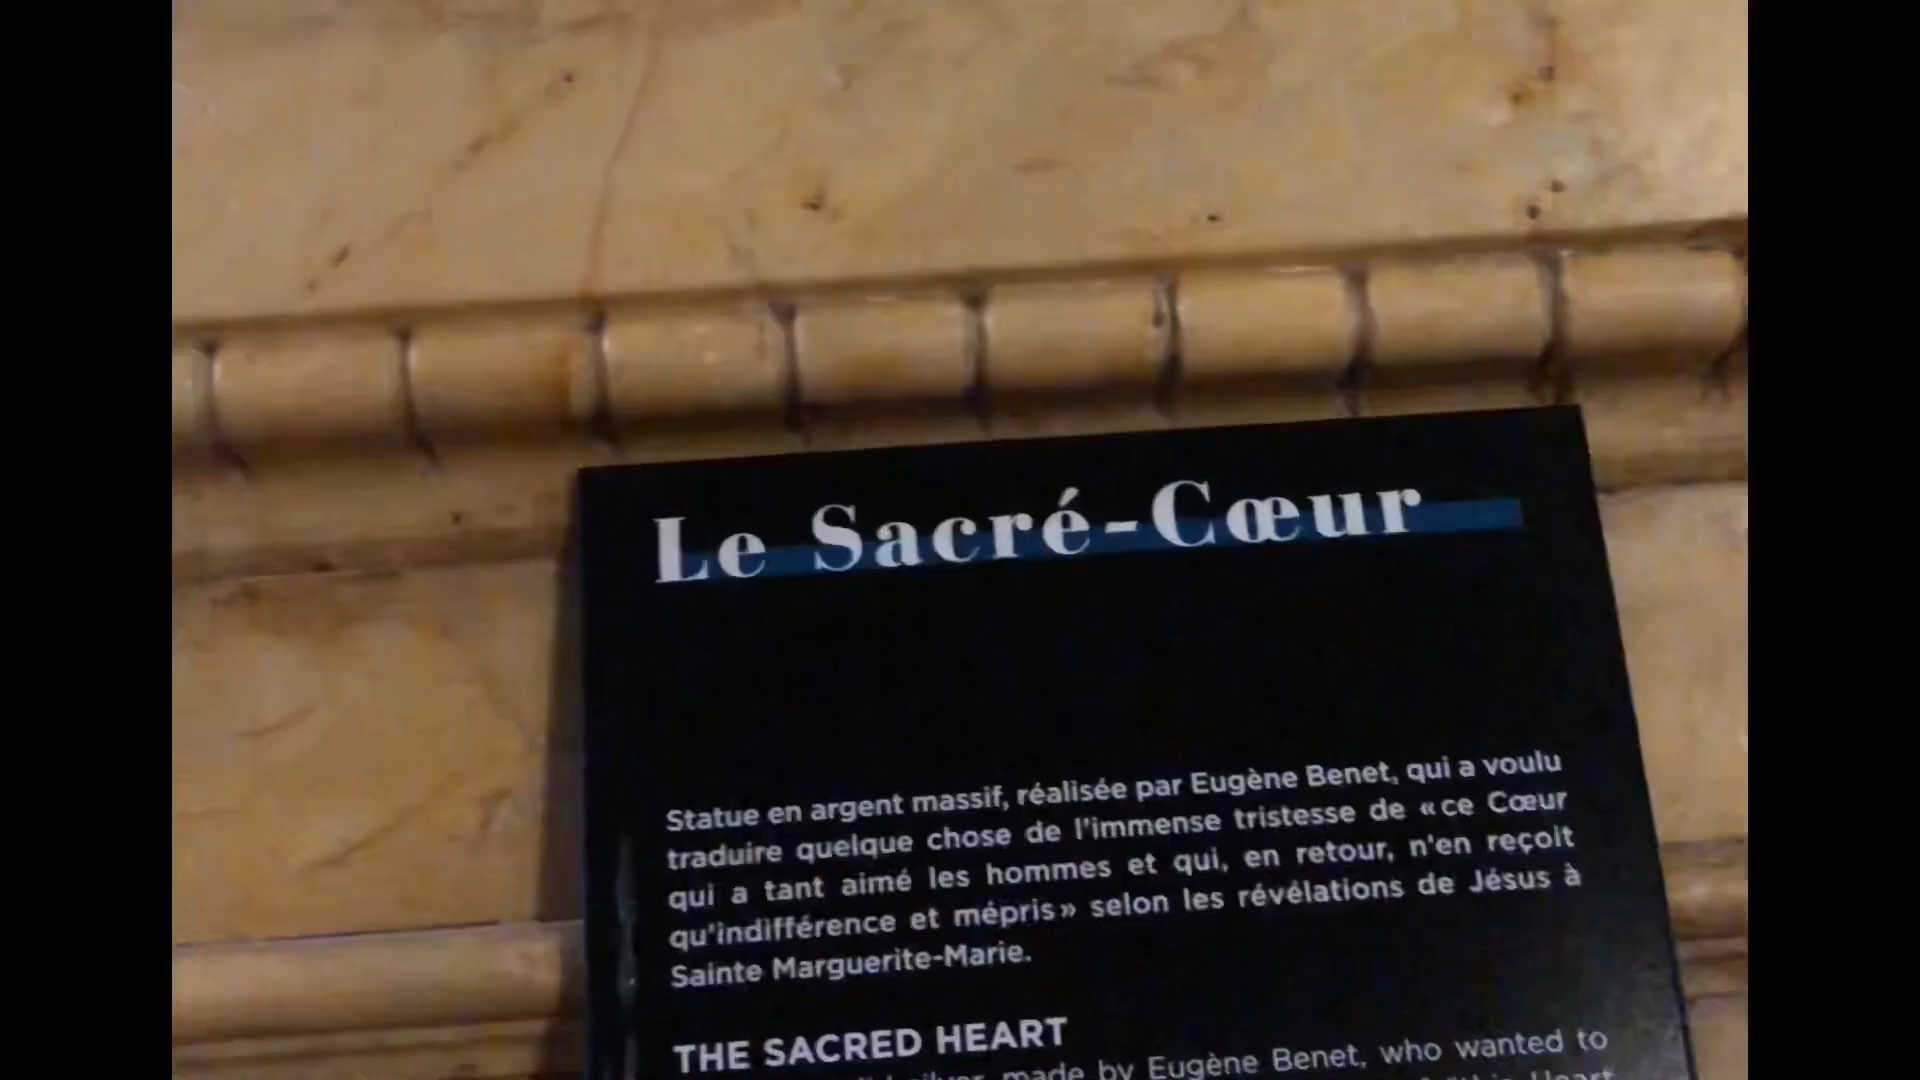 Le Sacré-Cœur
Statue en argent massif, réalisée par Eugène Benet, qui a voulu
traduire quelque chose de l'immense tristesse de «ce Cœur
qui a tant aimé les hommes et qui, en retour, n'en reçoit
qu'indifférence et mépris» selon les révélations de Jésus à
Sainte Marguerite-Marie.
THE SACRED HEART
made by Eugène Benet, who wanted to
Heart